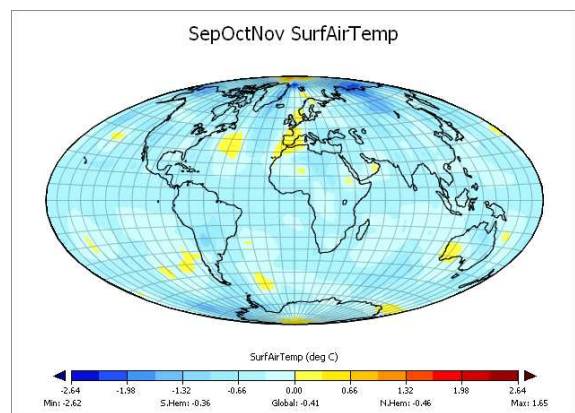 SepOctNov SurfAirTemp
SurfAirTemp (deg C)
-2.64 -1.98 -1.32 -0.66 0.00 0.66 1.32 1.98 2.64
Min: -2.62 S.Hem: -0.36 Global: -0.41 N.Hem: -0.46 Max: 1.65